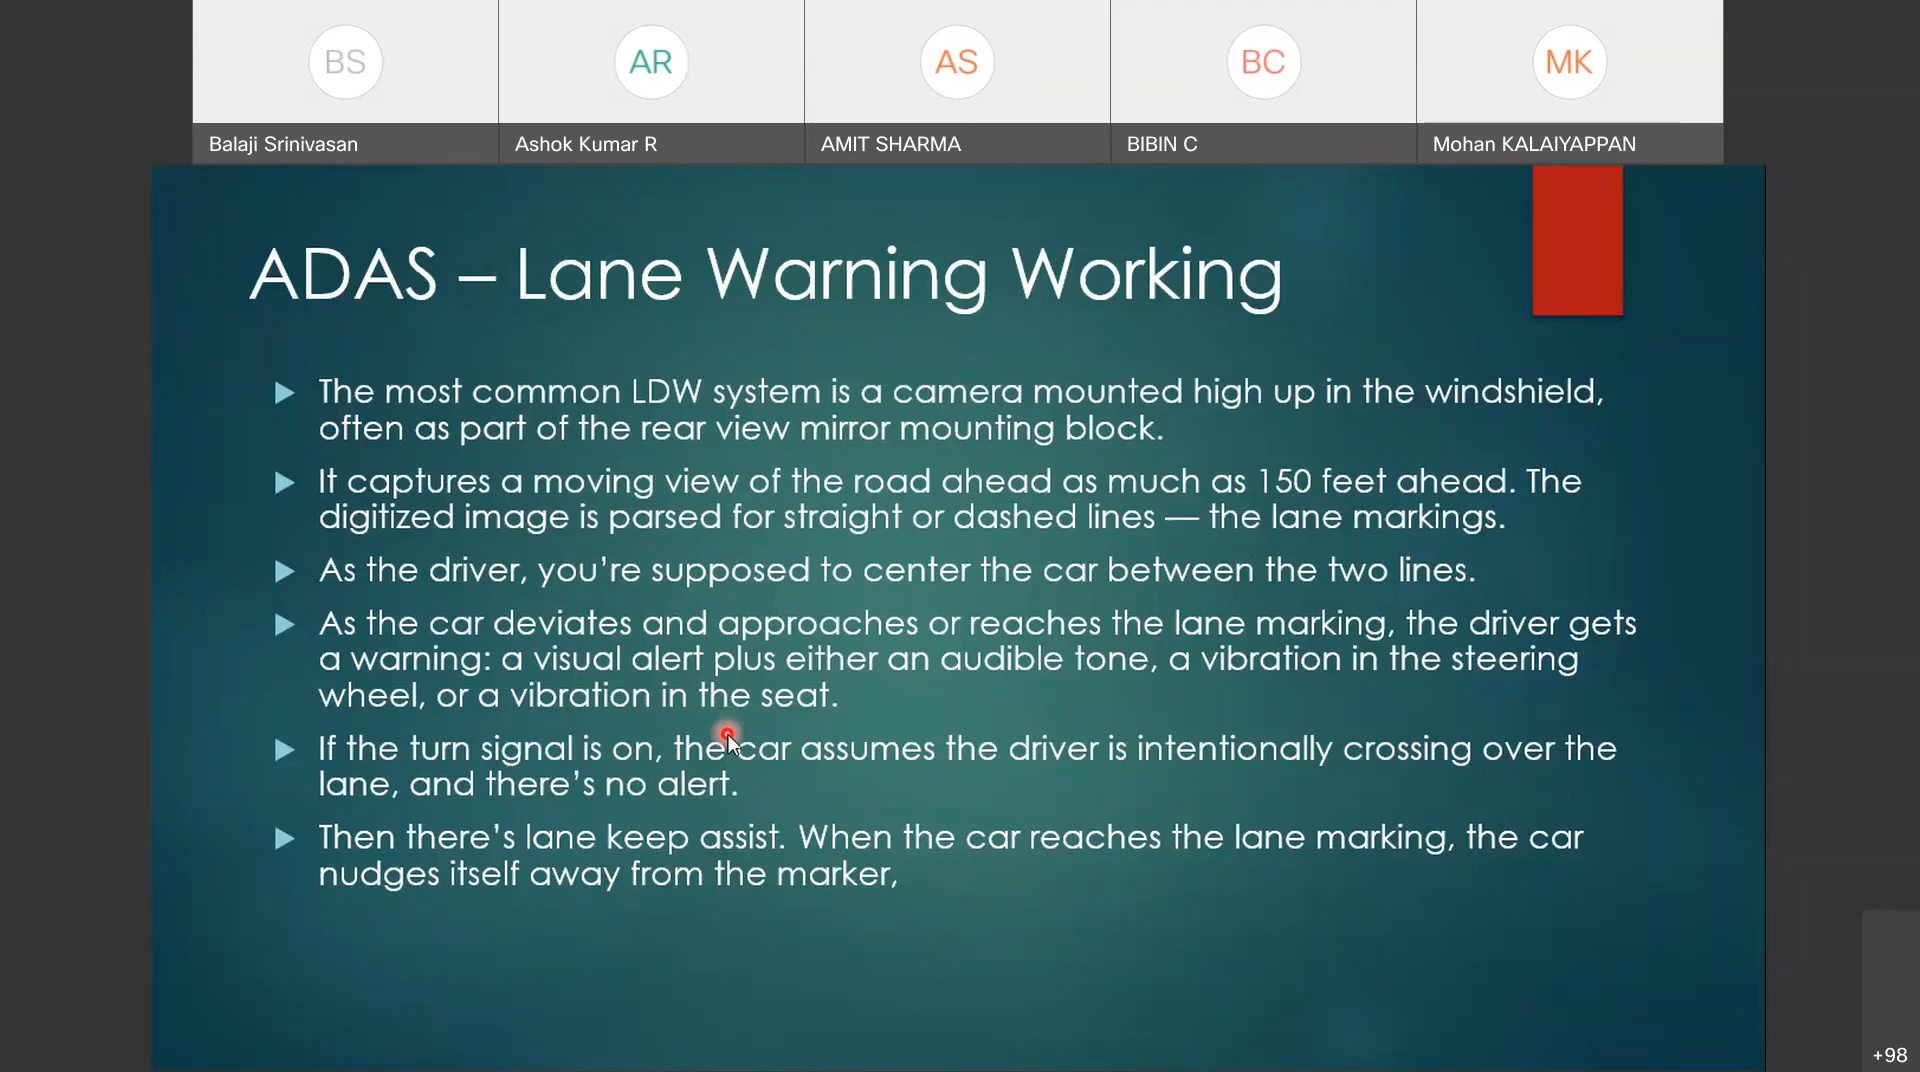 BS
AR
AS
BC
MK
Balaji Srinivasan
Ashok Kumar R
AMIT SHARMA
BIBIN C
Mohan KALAIYAPPAN
ADAS – Lane Warning Working
The most common LDW system is a camera mounted high up in the windshield,
often as part of the rear view mirror mounting block.
It captures a moving view of the road ahead as much as 150 feet ahead. The
digitized image is parsed for straight or dashed lines — the lane markings.
As the driver, you’re supposed to center the car between the two lines.
As the car deviates and approaches or reaches the lane marking, the driver gets
a warning: a visual alert plus either an audible tone, a vibration in the steering
wheel, or a vibration in the seat.
If the turn signal is on, the car assumes the driver is intentionally crossing over the
lane, and there’s no alert.
Then there’s lane keep assist. When the car reaches the lane marking, the car
nudges itself away from the marker,
+98